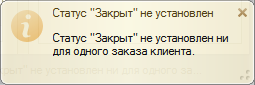 Статус "Закрыт" не установлен
Статус "Закрыт" не установлен ни
для одного заказа клиента.